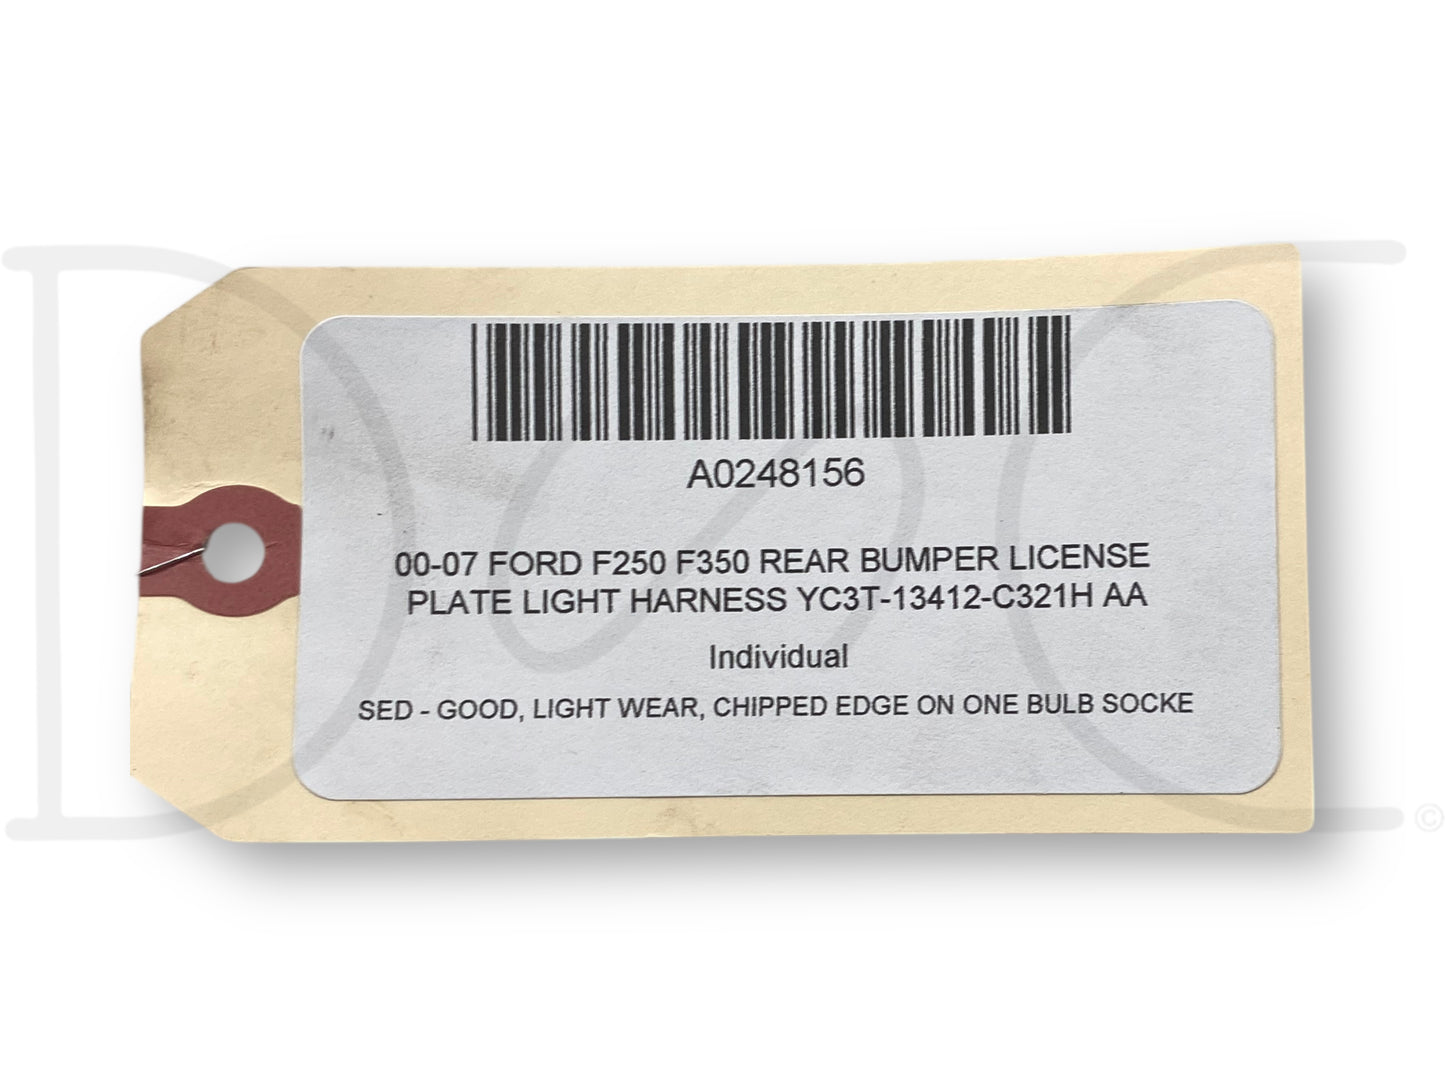 A0248156
00-07 FORD F250 F350 REAR BUMPER LICENSE
PLATE LIGHT HARNESS YC3T-13412-C321H AA
Individual
SED - GOOD, LIGHT WEAR, CHIPPED EDGE ON ONE BULB SOCKE